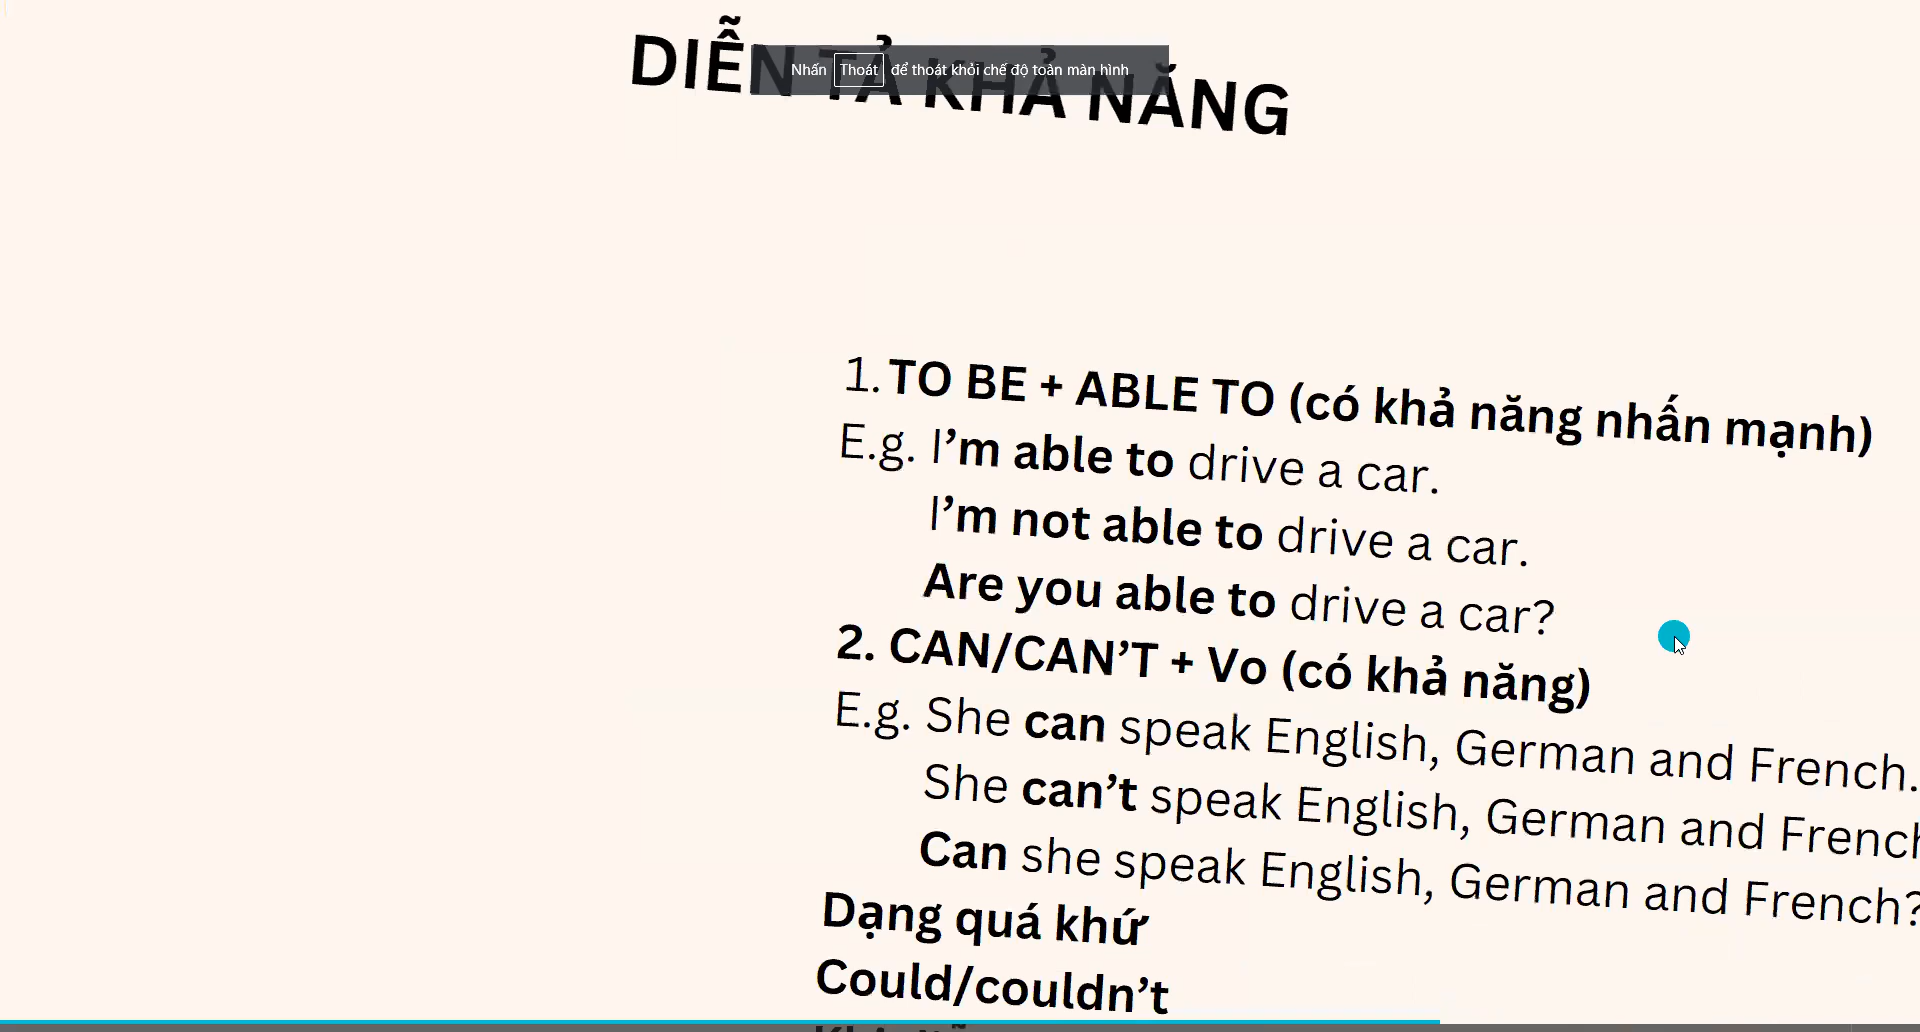 DIỄN TẢ KHẢ NĂNG
Nhấn Thoát để thoát khỏi chế độ toàn màn hình
1. TO BE + ABLE TO (có khả năng nhấn mạnh)
E.g. I’m able to drive a car.
I’m not able to drive a car.
Are you able to drive a car?
2. CAN/CAN’T + Vo (có khả năng)
E.g. She can speak English, German and French.
She can’t speak English, German and French
Can she speak English, German and French?
Dạng quá khứ
Could/couldn’t